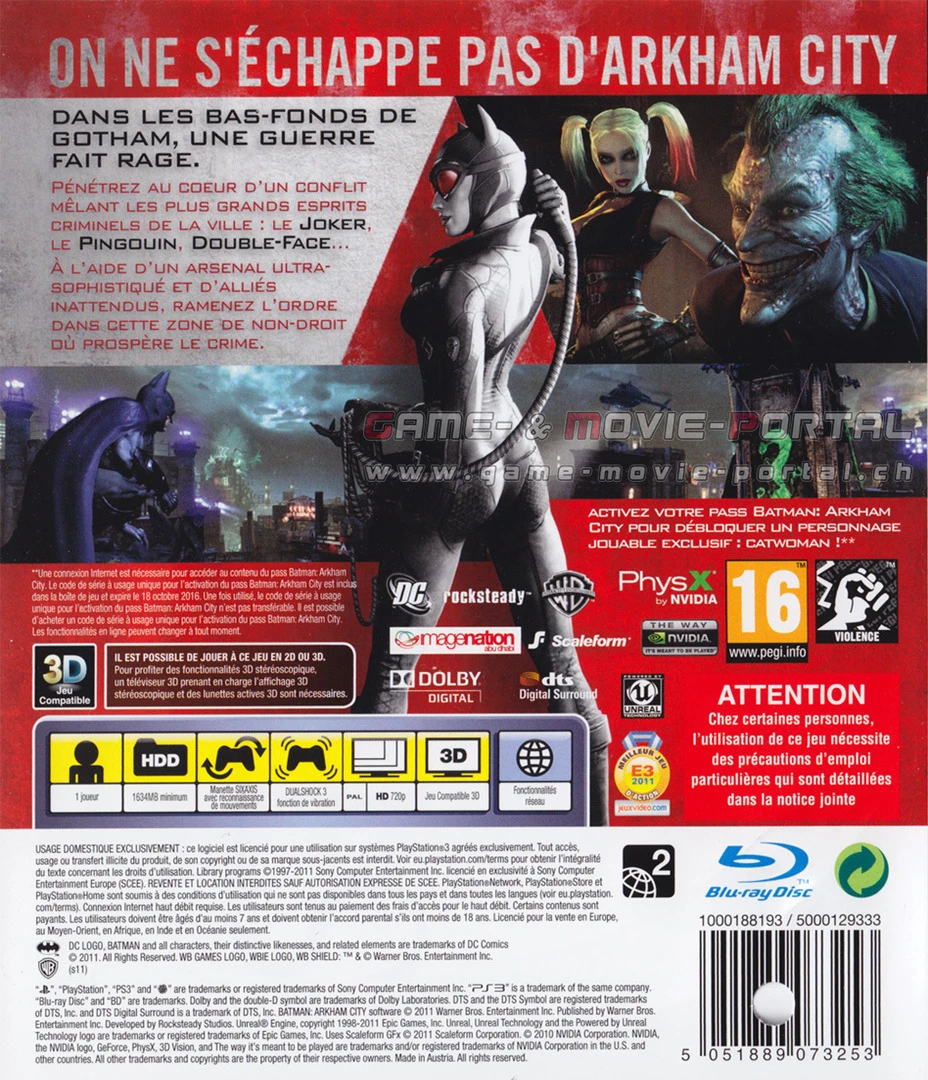 ON NE S'ÉCHAPPE PAS D'ARKHAM CITY
DANS LES BAS-FONDS DE
GOTHAM, UNE GUERRE
FAIT RAGE.
PÉNÉTREZ AU COEUR D'UN CONFLIT
MÊLANT LES PLUS GRANDS ESPRITS
CRIMINELS DE LA VILLE : LE JOKER,
LE PINGOUIN, DOUBLE-FACE...
À L'AIDE D'UN ARSENAL ULTRA-
SOPHISTIQUÉ ET D'ALLIÉS
INATTENDUS, RAMENEZ L'ORDRE
DANS CETTE ZONE DE NON-DROIT
OÙ PROSPÈRE LE CRIME.
GAME- & MOVIE-PORTAL
www.game-movie-portal.ch
ACTIVEZ VOTRE PASS BATMAN: ARKHAM
CITY POUR DÉBLOQUER UN PERSONNAGE
JOUABLE EXCLUSIF : CATWOMAN !**
**Une connexion Internet est nécessaire pour accéder au contenu du pass Batman: Arkham
City. Le code de série à usage unique pour l'activation du pass Batman: Arkham City est inclus
dans la boîte de jeu et expire le 18 octobre 2016. Une fois utilisé, le code de série à usage
unique pour l'activation du pass Batman: Arkham City n'est pas transférable. Il est possible
d'acheter un code de série à usage unique pour l'activation du pass Batman: Arkham City.
Les fonctionnalités en ligne peuvent changer à tout moment.
DC
rocksteady™
WB
PhysX™
by NVIDIA
THE WAY
NVIDIA.
IT'S MEANT TO BE PLAYED
16
www.pegi.info
VIOLENCE
imagenation
abu dhabi
Scaleform®
DOLBY
DIGITAL
dts
Digital Surround
POWERED BY
UNREAL
TECHNOLOGY
3D
Jeu
Compatible
IL EST POSSIBLE DE JOUER À CE JEU EN 2D OU 3D.
Pour profiter des fonctionnalités 3D stéréoscopique,
un téléviseur 3D prenant en charge l'affichage 3D
stéréoscopique et des lunettes actives 3D sont nécessaires.
ATTENTION
Chez certaines personnes,
l'utilisation de ce jeu nécessite
des précautions d'emploi
particulières qui sont détaillées
dans la notice jointe
MEILLEUR JEU
E3
2011
D'ACTION
jeuxvideo.com
HDD
3D
1 joueur
1634MB minimum
Manette SIXAXIS
avec reconnaissance
de mouvements
DUALSHOCK 3
fonction de vibration
PAL HD 720p
Jeu Compatible 3D
Fonctionnalités
réseau
USAGE DOMESTIQUE EXCLUSIVEMENT : ce logiciel est licencié pour une utilisation sur systèmes PlayStation®3 agréés exclusivement. Tout accès,
usage ou transfert illicite du produit, de son copyright ou de sa marque sous-jacents est interdit. Voir eu.playstation.com/terms pour obtenir l'intégralité
du texte concernant les droits d'utilisation. Library programs ©1997-2011 Sony Computer Entertainment Inc. licencié en exclusivité à Sony Computer
Entertainment Europe (SCEE). REVENTE ET LOCATION INTERDITES SAUF AUTORISATION EXPRESSE DE SCEE. PlayStation®Network, PlayStation®Store et
PlayStation®Home sont soumis à des conditions d'utilisation qui ne sont pas disponibles dans tous les pays et dans toutes les langues (voir eu.playstation.
com/terms). Connexion Internet haut débit requise. Les utilisateurs sont tenus au paiement des frais d'accès pour le haut débit. Certains contenus sont
payants. Les utilisateurs doivent être âgés d'au moins 7 ans et doivent obtenir l'accord parental s'ils ont moins de 18 ans. Licencié pour la vente en Europe,
au Moyen-Orient, en Afrique, en Inde et en Océanie seulement.
2
Blu-ray Disc™
1000188193 / 5000129333
DC LOGO, BATMAN and all characters, their distinctive likenesses, and related elements are trademarks of DC Comics
© 2011. All Rights Reserved. WB GAMES LOGO, WBIE LOGO, WB SHIELD: ™ & © Warner Bros. Entertainment Inc.
(s11)
"PS", "PlayStation", "PS3" and "" are trademarks or registered trademarks of Sony Computer Entertainment Inc. "PS3" is a trademark of the same company.
"Blu-ray Disc" and "BD" are trademarks. Dolby and the double-D symbol are trademarks of Dolby Laboratories. DTS and the DTS Symbol are registered trademarks
of DTS, Inc. and DTS Digital Surround is a trademark of DTS, Inc. BATMAN: ARKHAM CITY software © 2011 Warner Bros. Entertainment Inc. Published by Warner Bros.
Entertainment Inc. Developed by Rocksteady Studios. Unreal® Engine, copyright 1998-2011 Epic Games, Inc. Unreal, Unreal Technology and the Powered by Unreal
Technology logo are trademarks or registered trademarks of Epic Games, Inc. Uses Scaleform GFx © 2011 Scaleform Corporation. © 2010 NVIDIA Corporation. NVIDIA,
the NVIDIA logo, GeForce, PhysX, 3D Vision, and The way it's meant to be played are trademarks and/or registered trademarks of NVIDIA Corporation in the U.S. and
other countries. All other trademarks and copyrights are the property of their respective owners. Made in Austria. All rights reserved.
5 051889 073253